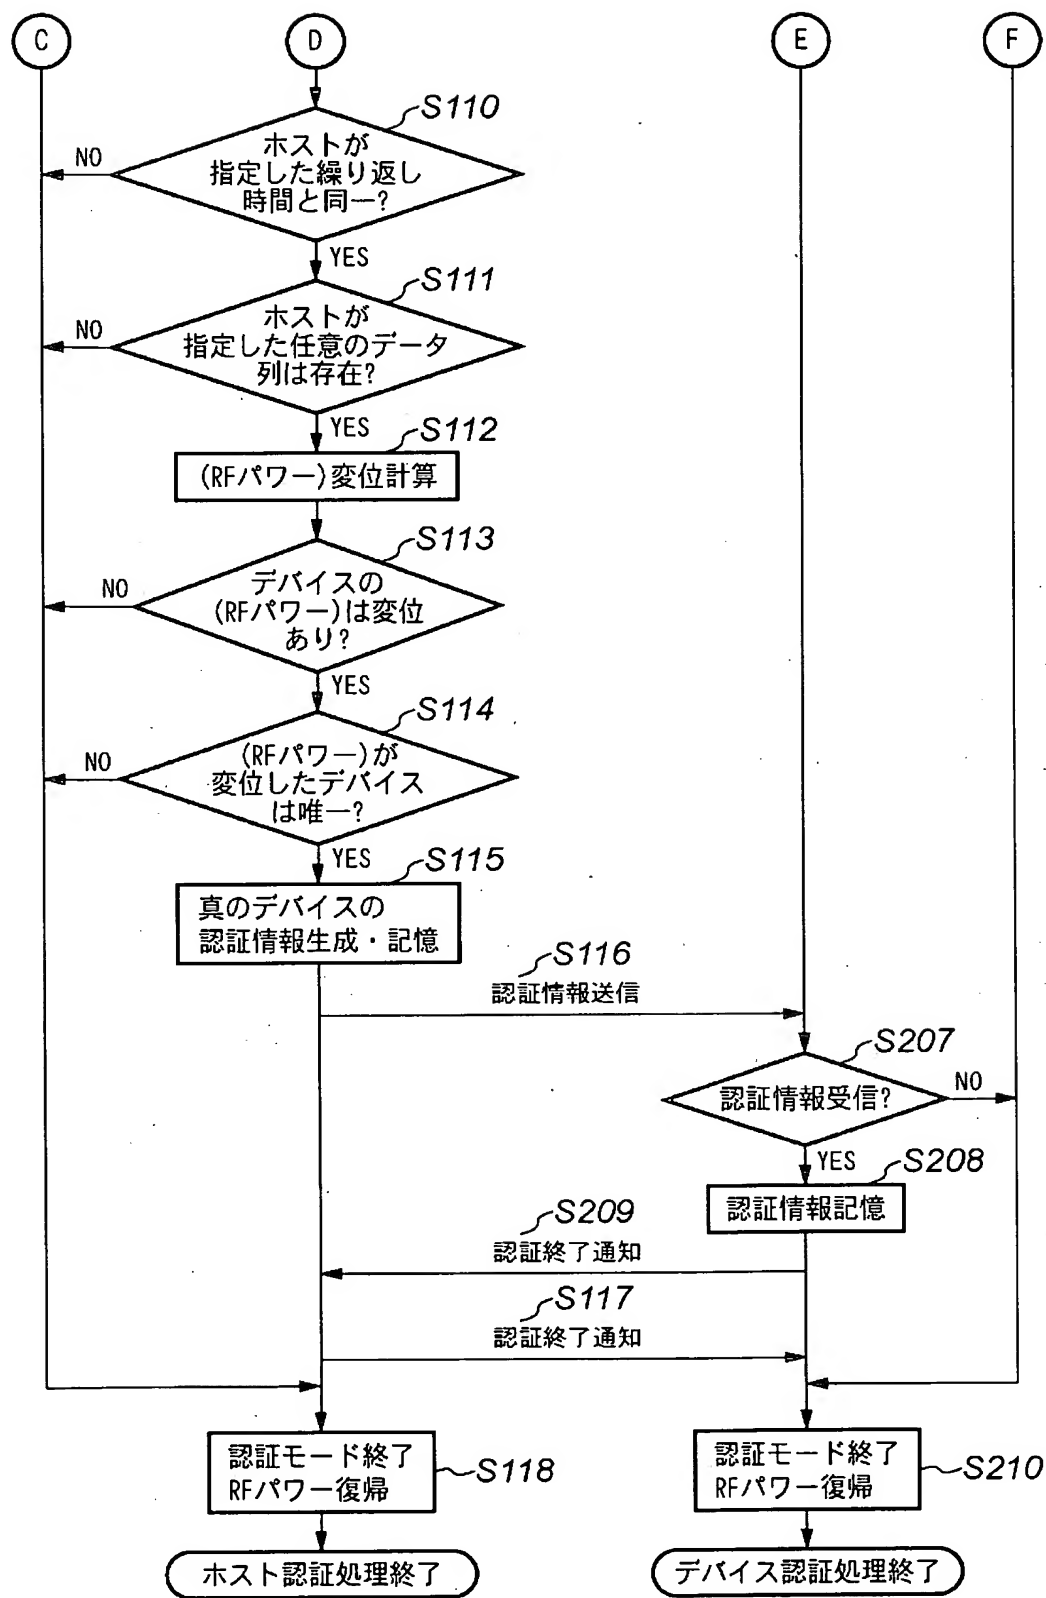 C
D
E
F
S110
ホストが
指定した繰り返し
時間と同一?
NO
YES
S111
ホストが
指定した任意のデータ
列は存在?
NO
YES
S112
(RFパワー)変位計算
S113
デバイスの
(RFパワー)は変位
あり?
NO
YES
S114
(RFパワー)が
変位したデバイス
は唯一?
NO
YES
S115
真のデバイスの
認証情報生成・記憶
S116
認証情報送信
S207
認証情報受信?
NO
YES
S208
認証情報記憶
S209
認証終了通知
S117
認証終了通知
認証モード終了
RFパワー復帰
S118
認証モード終了
RFパワー復帰
S210
ホスト認証処理終了
デバイス認証処理終了